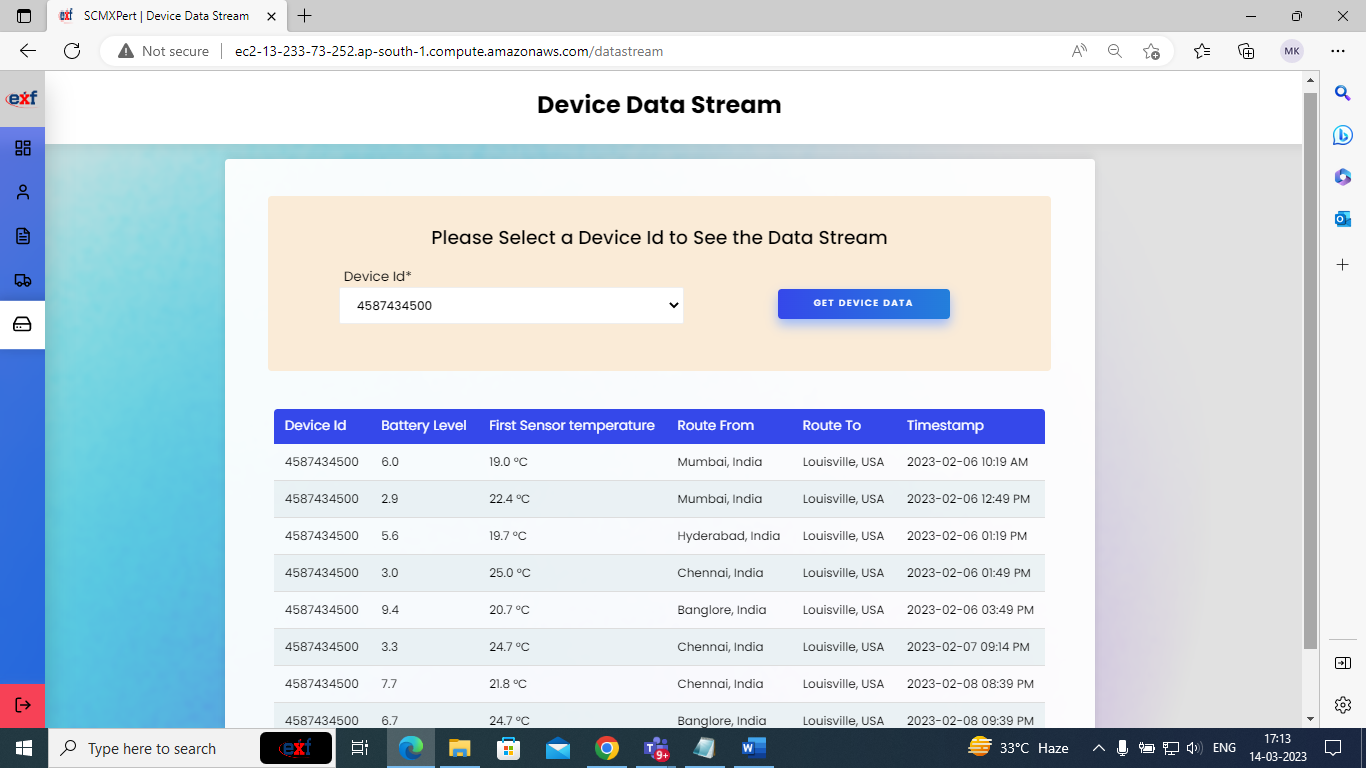 exf SCMXPert | Device Data Stream
Not secure ec2-13-233-73-252.ap-south-1.compute.amazonaws.com/datastream A MK
exf
Device Data Stream
Please Select a Device Id to See the Data Stream
Device Id*
4587434500 GET DEVICE DATA
Device Id Battery Level First Sensor temperature Route From Route To Timestamp
4587434500 6.0 19.0 °C Mumbai, India Louisville, USA 2023-02-06 10:19 AM
4587434500 2.9 22.4 °C Mumbai, India Louisville, USA 2023-02-06 12:49 PM
4587434500 5.6 19.7 °C Hyderabad, India Louisville, USA 2023-02-06 01:19 PM
4587434500 3.0 25.0 °C Chennai, India Louisville, USA 2023-02-06 01:49 PM
4587434500 9.4 20.7 °C Banglore, India Louisville, USA 2023-02-06 03:49 PM
4587434500 3.3 24.7 °C Chennai, India Louisville, USA 2023-02-07 09:14 PM
4587434500 7.7 21.8 °C Chennai, India Louisville, USA 2023-02-08 08:39 PM
4587434500 6.7 24.7 °C Banglore, India Louisville, USA 2023-02-08 09:39 PM
Type here to search exf 9+ W 33°C Haze ENG 17:13
14-03-2023